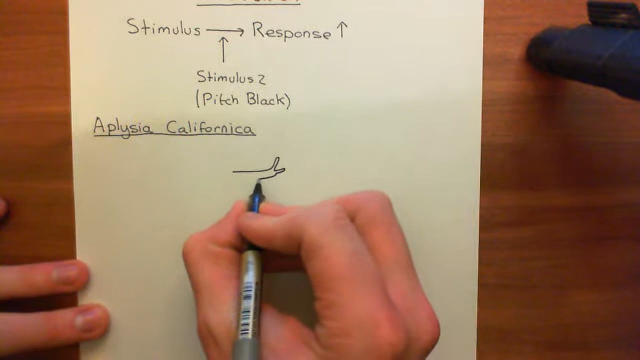 Stimulus → Response ↑
Stimulus 2
(Pitch Black)
Aplysia Californica